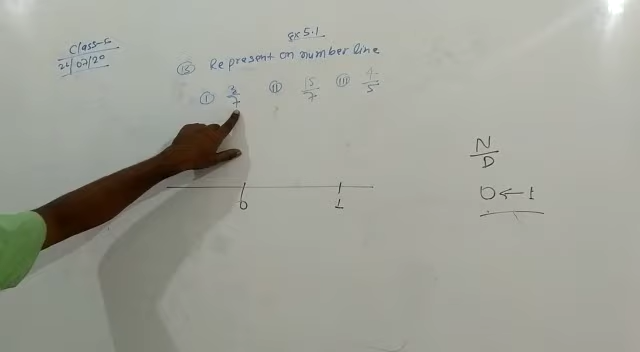 Ex 5.1
Class-6
24/07/20
Represent on number line
(i) 3/7 (ii) 15/7 (iii) 4/5
N/D
0 ← 1
0 1